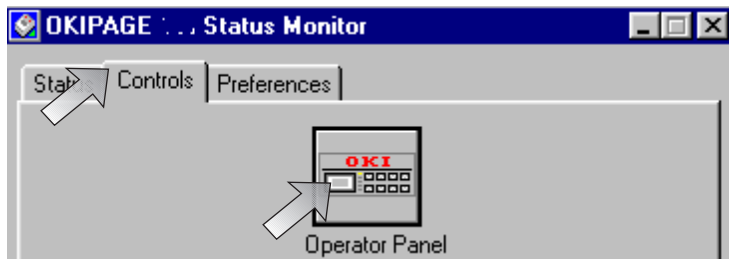 OKIPAGE Status Monitor
Controls Preferences
OKI
Operator Panel